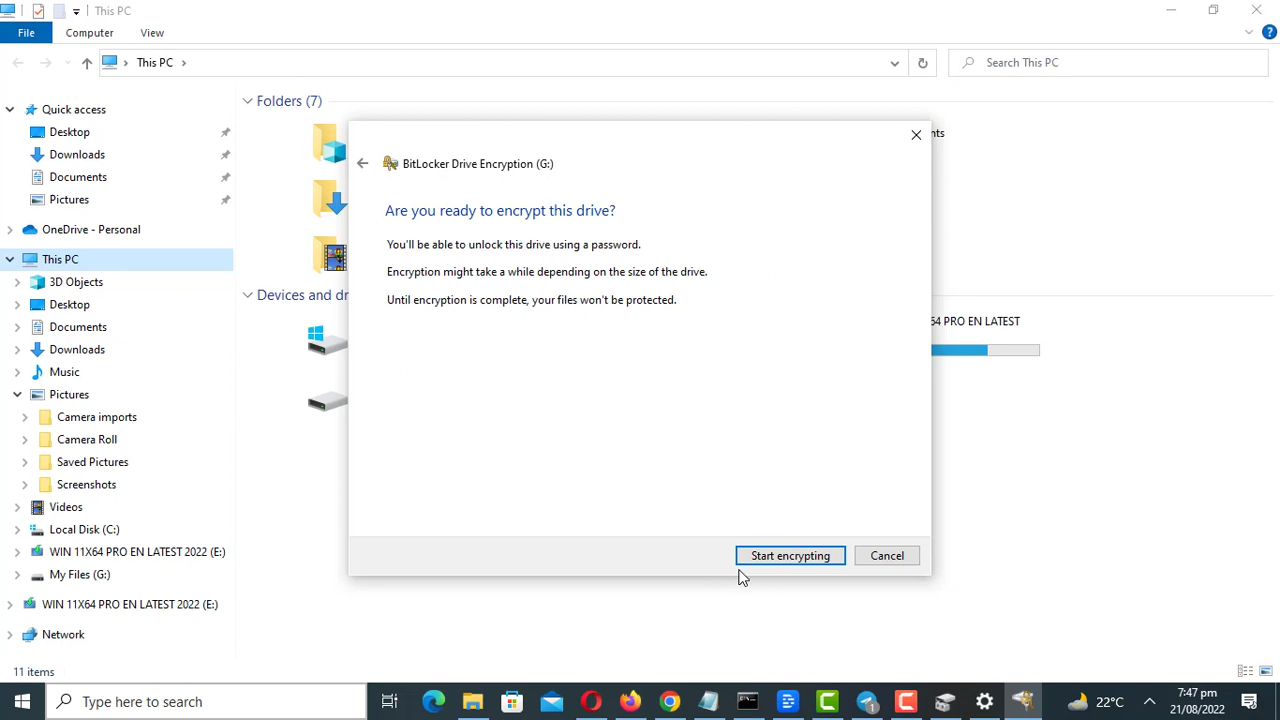 This PC
File
Computer
View
This PC
Search This PC
Quick access
Desktop
Downloads
Documents
Pictures
OneDrive - Personal
This PC
3D Objects
Desktop
Documents
Downloads
Music
Pictures
Camera imports
Camera Roll
Saved Pictures
Screenshots
Videos
Local Disk (C:)
WIN 11X64 PRO EN LATEST 2022 (E:)
My Files (G:)
WIN 11X64 PRO EN LATEST 2022 (E:)
Network
Folders (7)
Devices and dr
nts
64 PRO EN LATEST
BitLocker Drive Encryption (G:)
Are you ready to encrypt this drive?
You'll be able to unlock this drive using a password.
Encryption might take a while depending on the size of the drive.
Until encryption is complete, your files won't be protected.
Start encrypting
Cancel
11 items
Type here to search
22°C
7:47 pm
21/08/2022